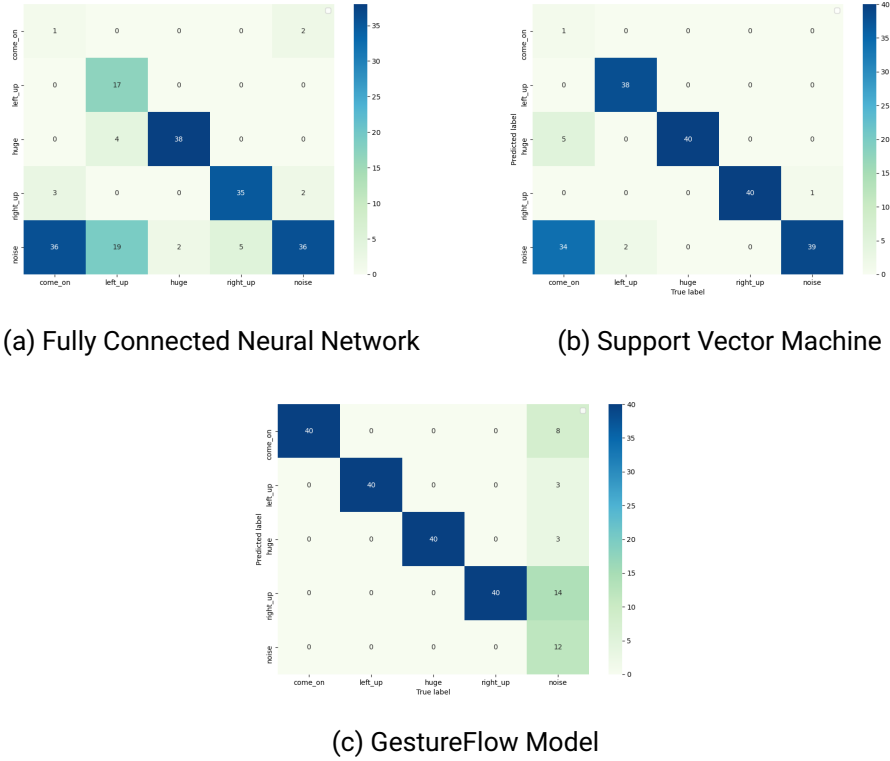 come_on 1 0 0 0 2
left_up 0 17 0 0 0
huge 0 4 38 0 0
right_up 3 0 0 35 2
noise 36 19 2 5 36
come_on left_up huge right_up noise
35
30
25
20
15
10
5
0
(a) Fully Connected Neural Network
Predicted label
come_on 1 0 0 0 0
left_up 0 38 0 0 0
huge 5 0 40 0 0
right_up 0 0 0 40 1
noise 34 2 0 0 39
come_on left_up huge right_up noise
True label
40
35
30
25
20
15
10
5
0
(b) Support Vector Machine
Predicted label
come_on 40 0 0 0 8
left_up 0 40 0 0 3
huge 0 0 40 0 3
right_up 0 0 0 40 14
noise 0 0 0 0 12
come_on left_up huge right_up noise
True label
40
35
30
25
20
15
10
5
0
(c) GestureFlow Model